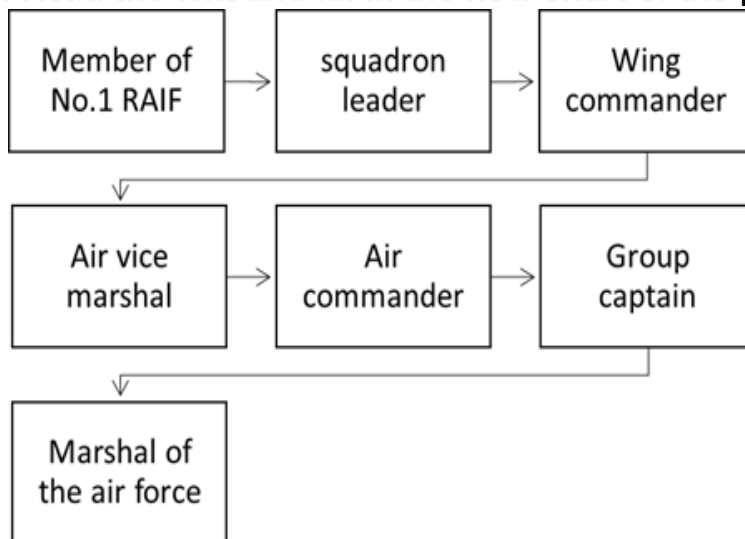 Member of
No.1 RAIF
squadron
leader
Wing
commander
Air vice
marshal
Air
commander
Group
captain
Marshal of
the air force